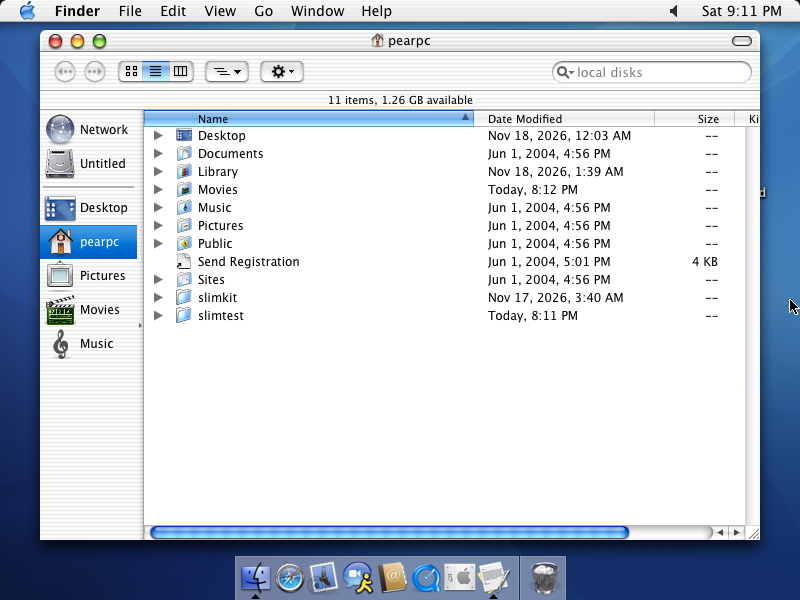 Finder File Edit View Go Window Help Sat 9:11 PM
pearpc
local disks
11 items, 1.26 GB available
Name Date Modified Size Ki
Network
Untitled
Desktop
pearpc
Pictures
Movies
Music
Desktop Nov 18, 2026, 12:03 AM --
Documents Jun 1, 2004, 4:56 PM --
Library Nov 18, 2026, 1:39 AM --
Movies Today, 8:12 PM --
Music Jun 1, 2004, 4:56 PM --
Pictures Jun 1, 2004, 4:56 PM --
Public Jun 1, 2004, 4:56 PM --
Send Registration Jun 1, 2004, 5:01 PM 4 KB
Sites Jun 1, 2004, 4:56 PM --
slimkit Nov 17, 2026, 3:40 AM --
slimtest Today, 8:11 PM --